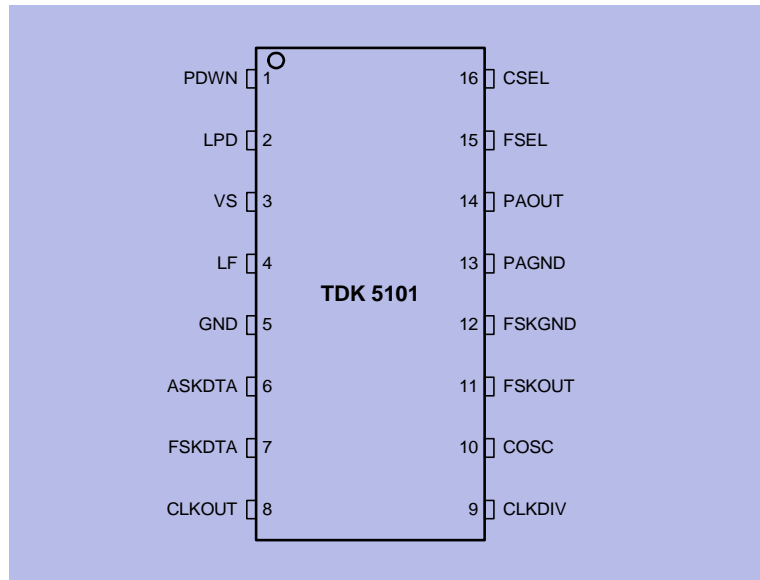 PDWN 1 16 CSEL
LPD 2 15 FSEL
VS 3 14 PAOUT
LF 4 13 PAGND
TDK 5101
GND 5 12 FSKGND
ASKDTA 6 11 FSKOUT
FSKDTA 7 10 COSC
CLKOUT 8 9 CLKDIV